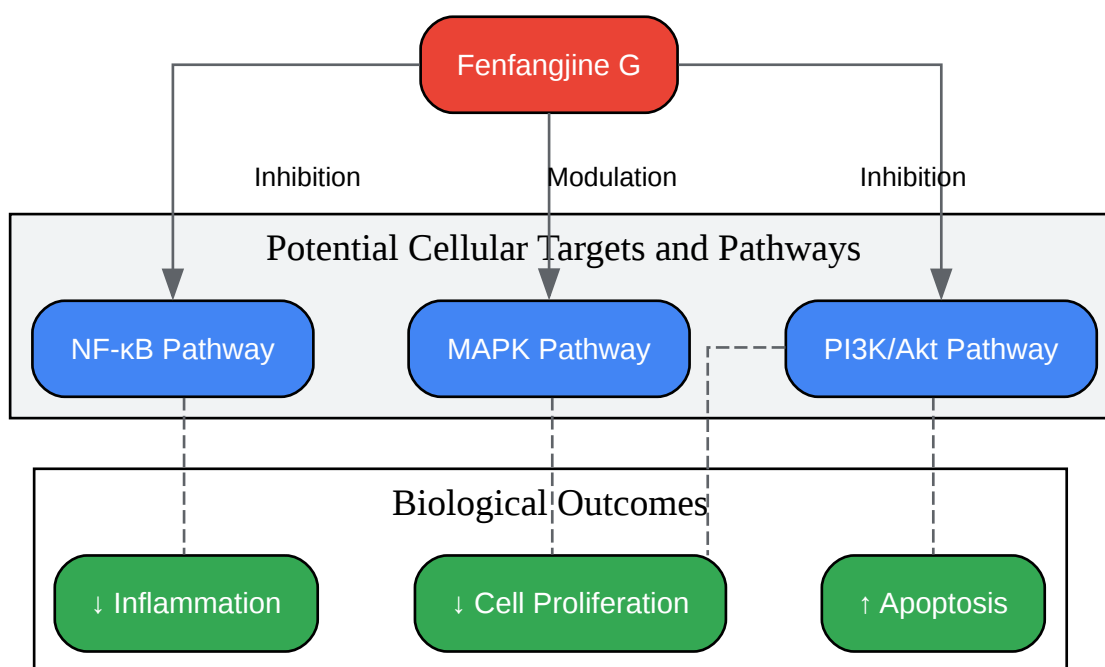 Fenfangjine G
Inhibition
Modulation
Inhibition
Potential Cellular Targets and Pathways
NF-κB Pathway
MAPK Pathway
PI3K/Akt Pathway
Biological Outcomes
↓ Inflammation
↓ Cell Proliferation
↑ Apoptosis